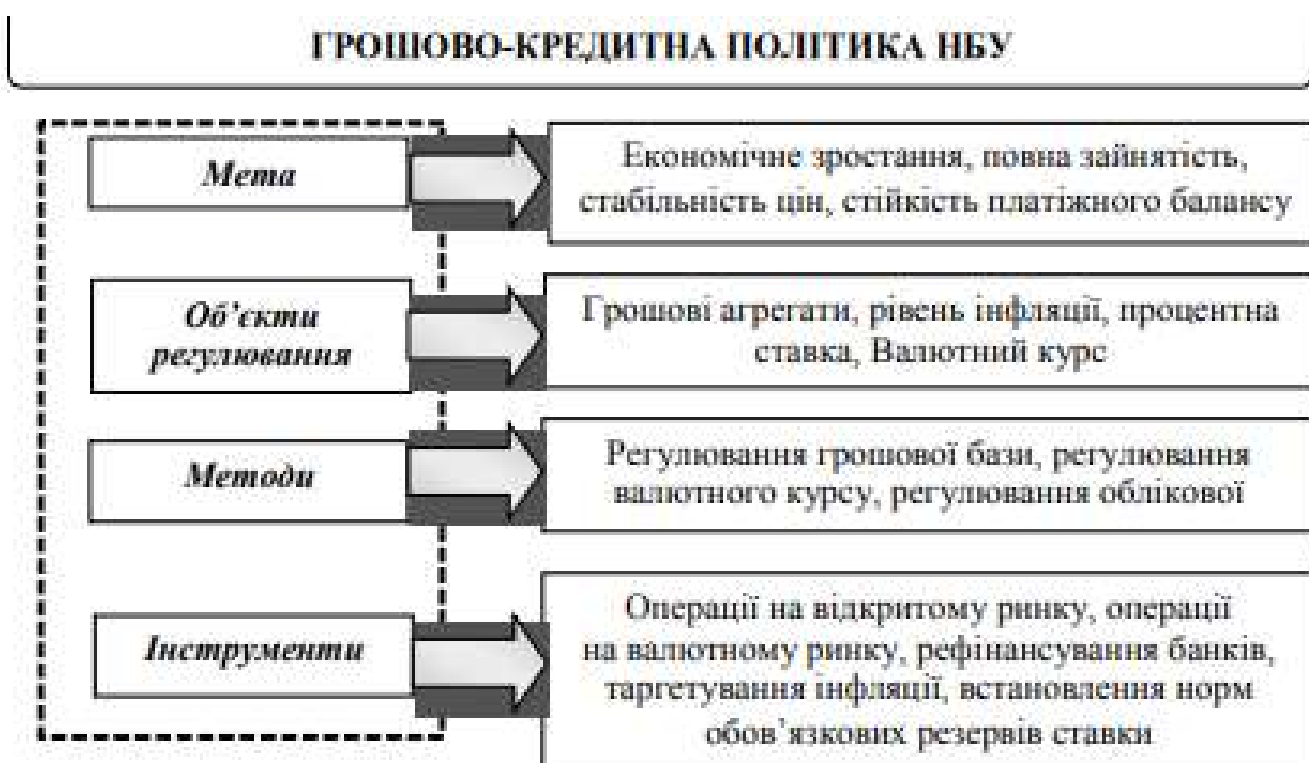 ГРОШОВО-КРЕДИТНА ПОЛІТИКА НБУ
Мета
Економічне зростання, повна зайнятість,
стабільність цін, стійкість платіжного балансу
Об’єкти
регулювання
Грошові агрегати, рівень інфляції, процентна
ставка, Валютний курс
Методи
Регулювання грошової бази, регулювання
валютного курсу, регулювання облікової
Інструменти
Операції на відкритому ринку, операції
на валютному ринку, рефінансування банків,
таргетування інфляції, встановлення норм
обов’язкових резервів ставки